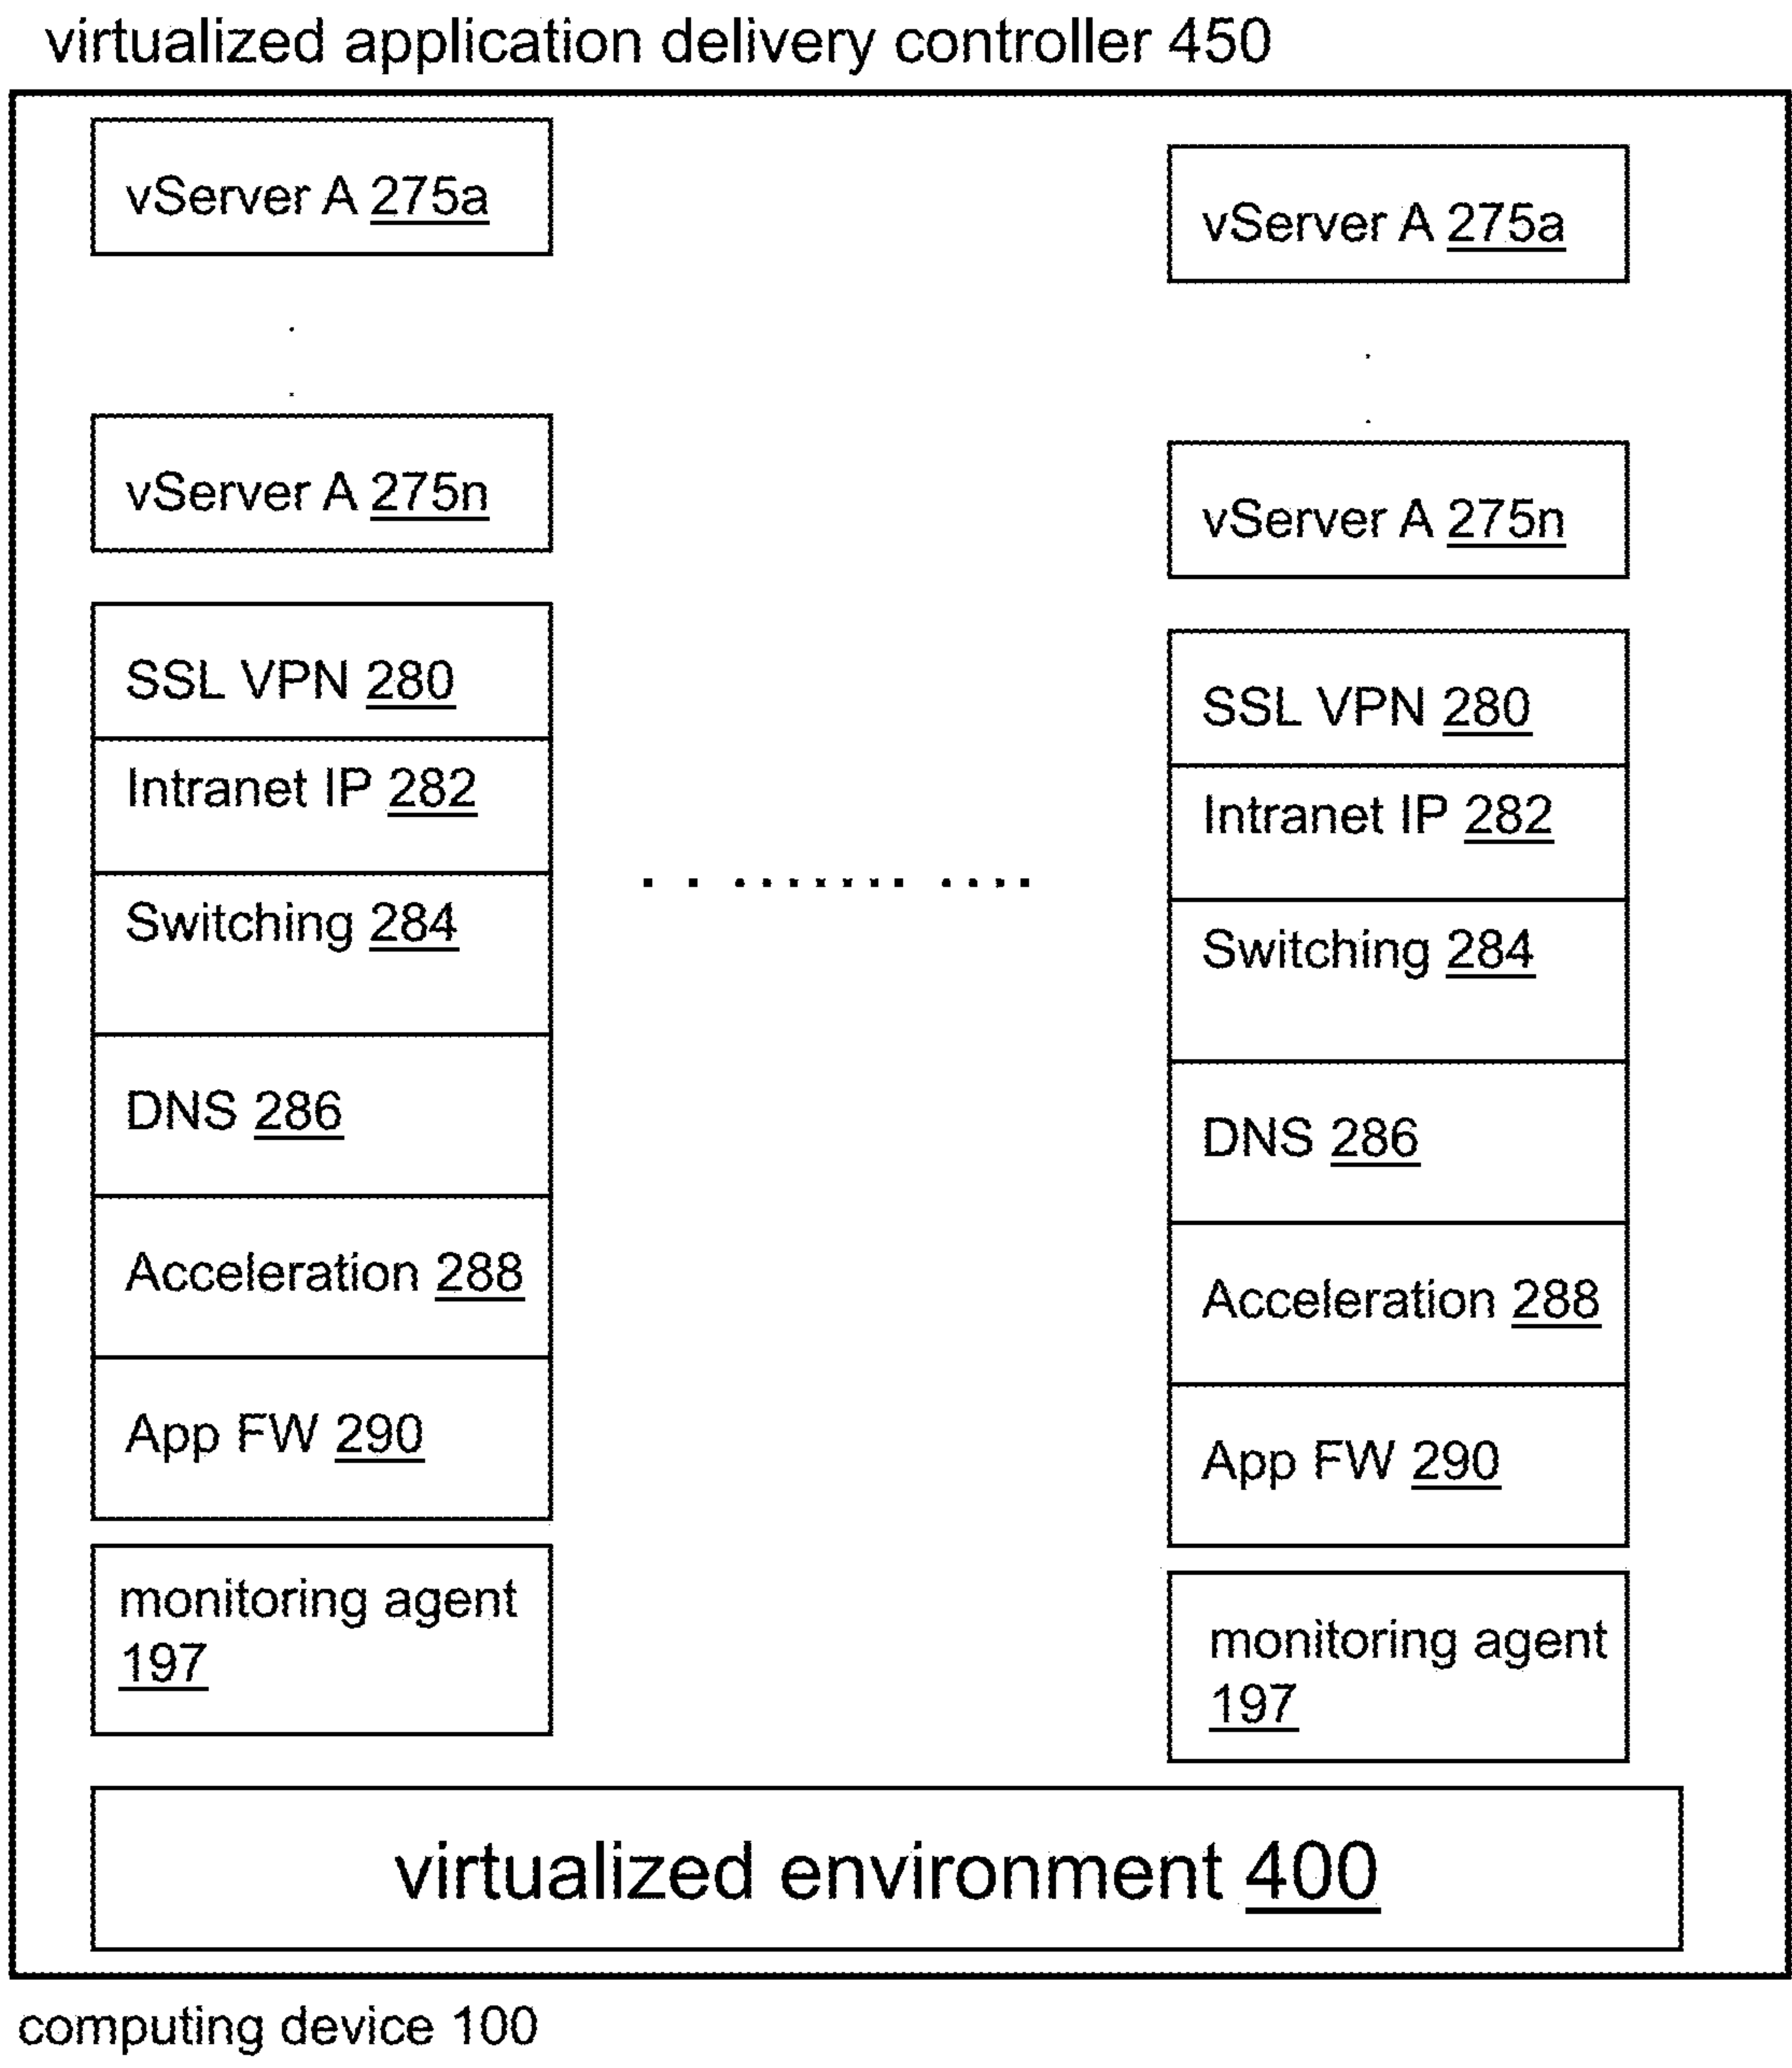 virtualized application delivery controller 450
vServer A 275a
vServer A 275n
SSL VPN 280
Intranet IP 282
Switching 284
DNS 286
Acceleration 288
App FW 290
monitoring agent
197
vServer A 275a
vServer A 275n
SSL VPN 280
Intranet IP 282
Switching 284
DNS 286
Acceleration 288
App FW 290
monitoring agent
197
virtualized environment 400
computing device 100